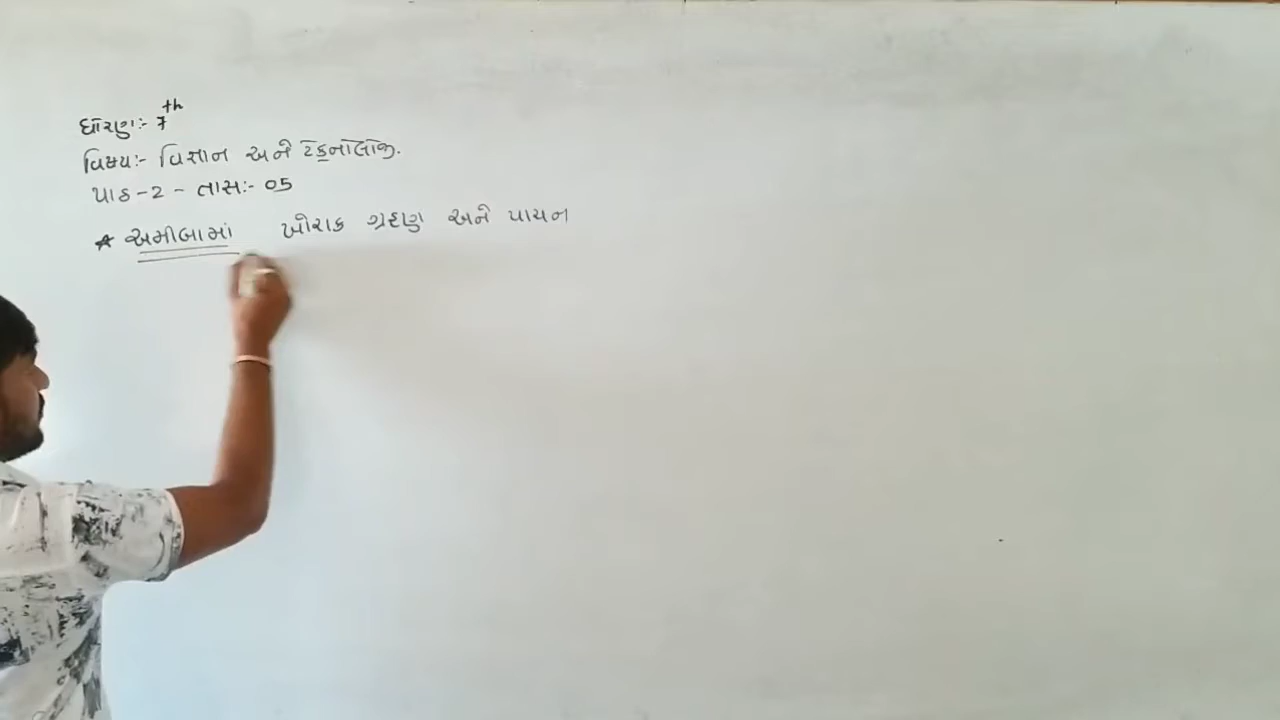 ધોરણ:- 7th
વિષય:- વિજ્ઞાન અને ટેકનોલોજી.
પાઠ-2 - તાસ:- 05
★ અમીબામાં ખોરાક ગ્રહણ અને પાચન